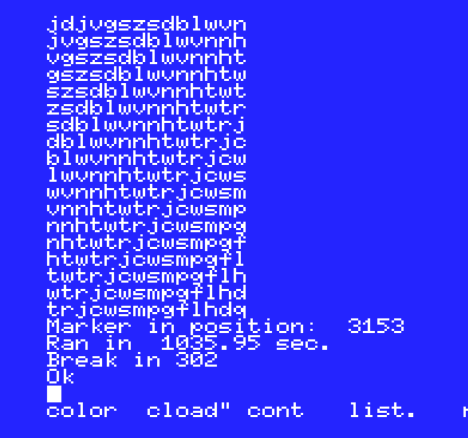 jdjvgszsdblwvn
jvgszsdblwvnnh
vgszsdblwvnnht
gszsdblwvnnhtw
szsdblwvnnhtwt
zsdblwvnnhtwtr
sdblwvnnhtwtrj
dblwvnnhtwtrjc
blwvnnhtwtrjcw
lwvnnhtwtrjcws
wvnnhtwtrjcwsm
vnnhtwtrjcwsmp
nnhtwtrjcwsmpg
nhtwtrjcwsmpgf
htwtrjcwsmpgfl
twtrjcwsmpgflh
wtrjcwsmpgflhd
trjcwsmpgflhdq
Marker in position:  3153
Ran in  1035.95 sec.
Break in 302
Ok
color  cload" cont   list.